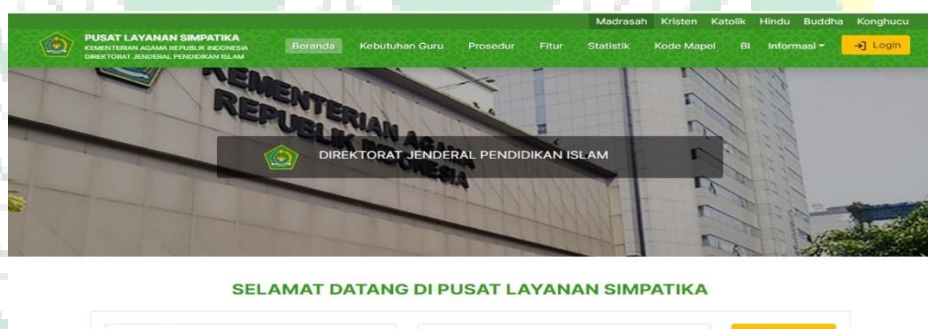 Madrasah Kristen Katolik Hindu Buddha Konghucu
PUSAT LAYANAN SIMPATIKA
KEMENTERIAN AGAMA REPUBLIK INDONESIA
DIREKTORAT JENDERAL PENDIDIKAN ISLAM
Beranda Kebutuhan Guru Prosedur Fitur Statistik Kode Mapel BI Informasi Login
KEMENTERIAN AGAMA
REPUBLIK INDONESIA
DIREKTORAT JENDERAL PENDIDIKAN ISLAM
SELAMAT DATANG DI PUSAT LAYANAN SIMPATIKA